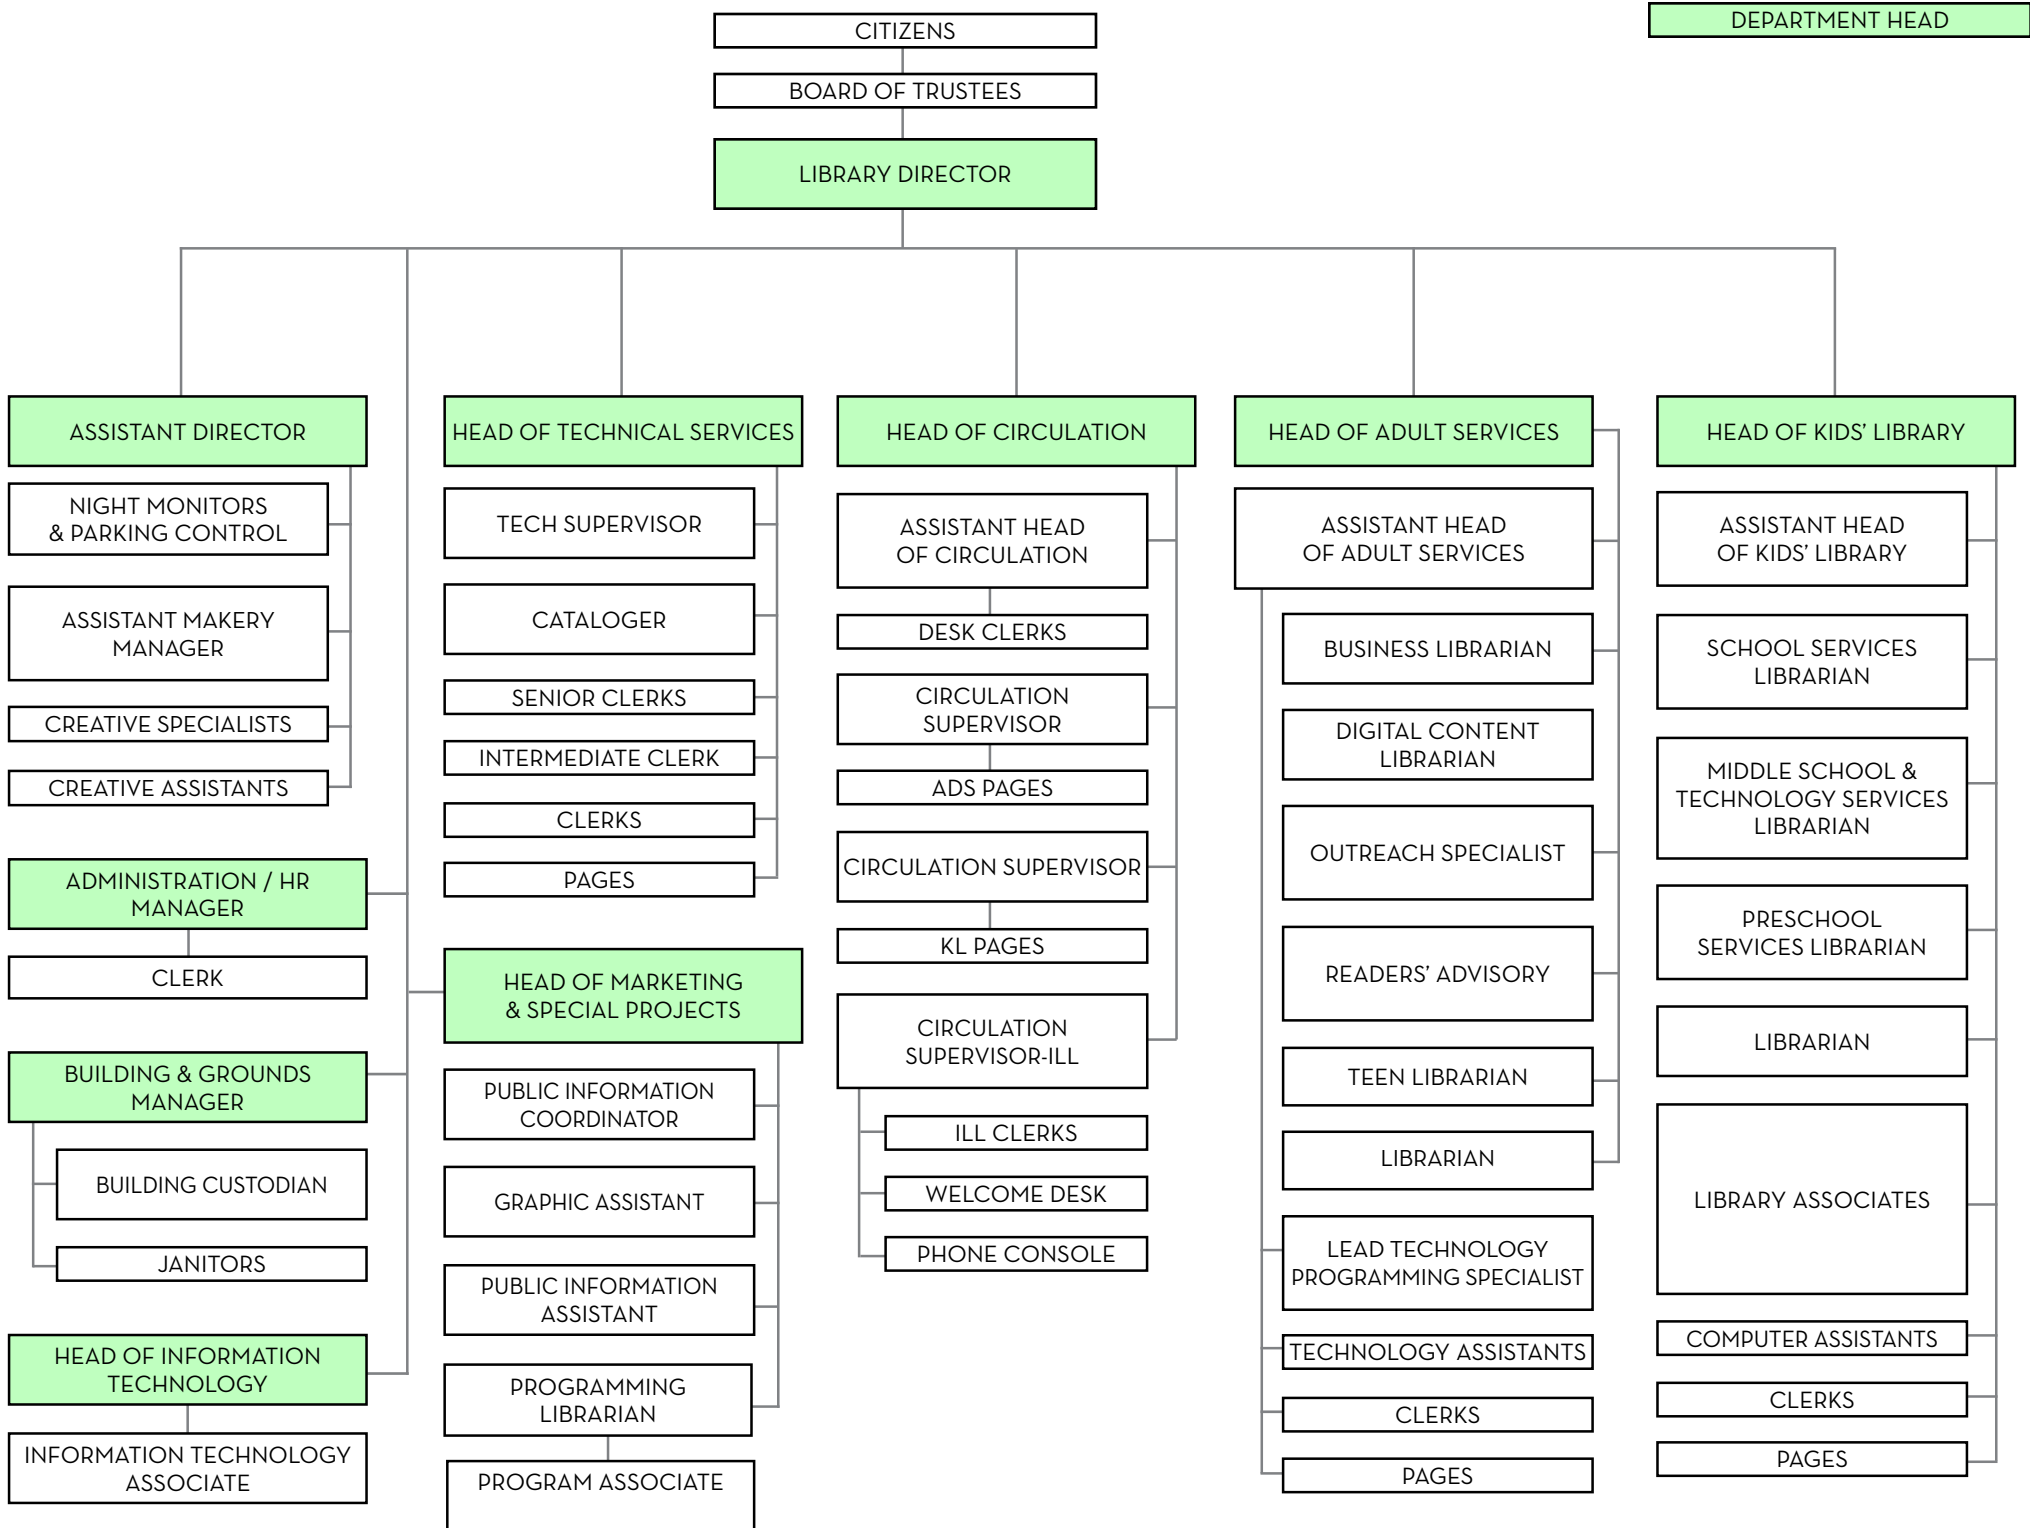 CITIZENS
DEPARTMENT HEAD
BOARD OF TRUSTEES
LIBRARY DIRECTOR
ASSISTANT DIRECTOR
NIGHT MONITORS
& PARKING CONTROL
ASSISTANT MAKERY
MANAGER
CREATIVE SPECIALISTS
CREATIVE ASSISTANTS
ADMINISTRATION / HR
MANAGER
CLERK
BUILDING & GROUNDS
MANAGER
BUILDING CUSTODIAN
JANITORS
HEAD OF INFORMATION
TECHNOLOGY
INFORMATION TECHNOLOGY
ASSOCIATE
HEAD OF TECHNICAL SERVICES
TECH SUPERVISOR
CATALOGER
SENIOR CLERKS
INTERMEDIATE CLERK
CLERKS
PAGES
HEAD OF MARKETING
& SPECIAL PROJECTS
PUBLIC INFORMATION
COORDINATOR
GRAPHIC ASSISTANT
PUBLIC INFORMATION
ASSISTANT
PROGRAMMING
LIBRARIAN
PROGRAM ASSOCIATE
HEAD OF CIRCULATION
ASSISTANT HEAD
OF CIRCULATION
DESK CLERKS
CIRCULATION
SUPERVISOR
ADS PAGES
CIRCULATION SUPERVISOR
KL PAGES
CIRCULATION
SUPERVISOR-ILL
ILL CLERKS
WELCOME DESK
PHONE CONSOLE
HEAD OF ADULT SERVICES
ASSISTANT HEAD
OF ADULT SERVICES
BUSINESS LIBRARIAN
DIGITAL CONTENT
LIBRARIAN
OUTREACH SPECIALIST
READERS’ ADVISORY
TEEN LIBRARIAN
LIBRARIAN
LEAD TECHNOLOGY
PROGRAMMING SPECIALIST
TECHNOLOGY ASSISTANTS
CLERKS
PAGES
HEAD OF KIDS’ LIBRARY
ASSISTANT HEAD
OF KIDS’ LIBRARY
SCHOOL SERVICES
LIBRARIAN
MIDDLE SCHOOL &
TECHNOLOGY SERVICES
LIBRARIAN
PRESCHOOL
SERVICES LIBRARIAN
LIBRARIAN
LIBRARY ASSOCIATES
COMPUTER ASSISTANTS
CLERKS
PAGES